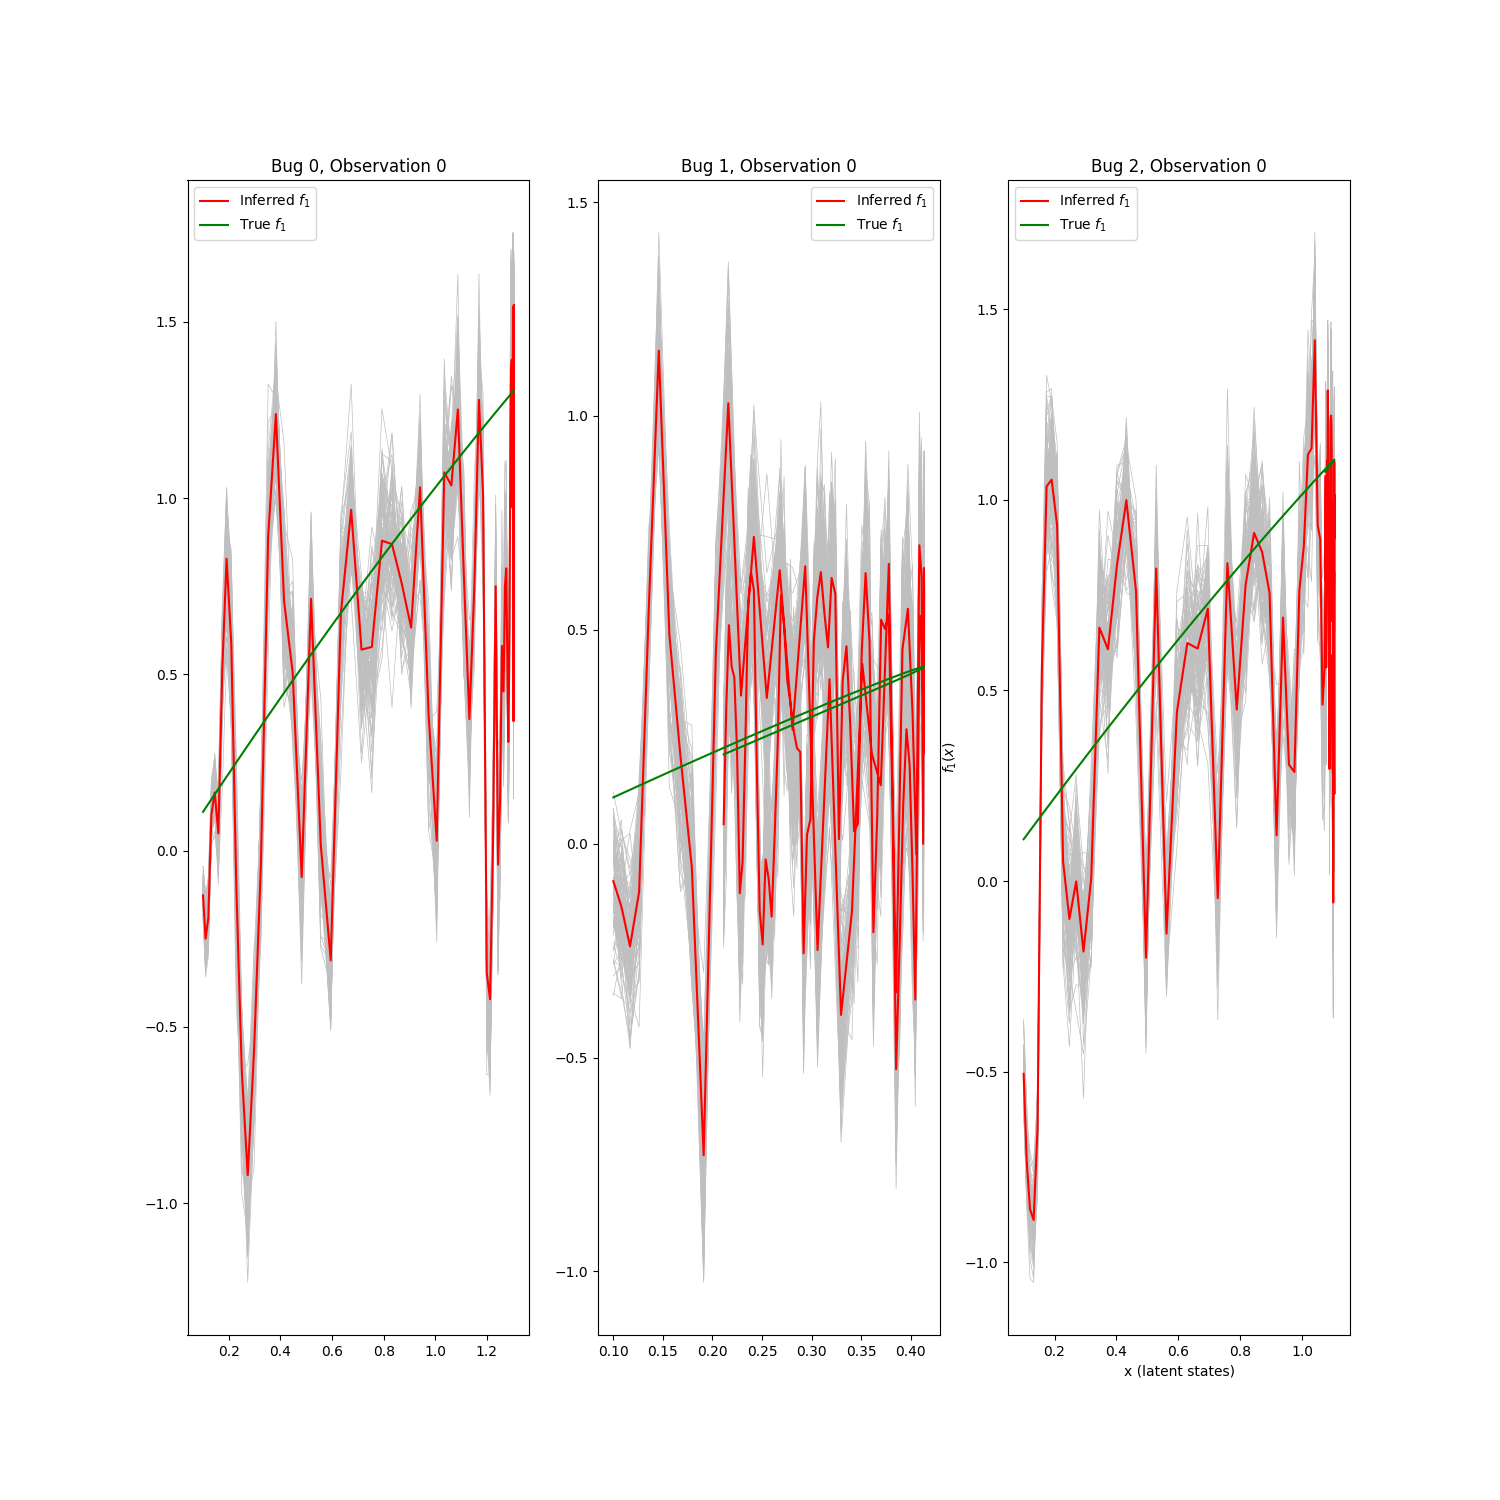 Bug 0, Observation 0
Inferred f₁
True f₁
1.5
1.0
0.5
0.0
−0.5
−1.0
0.2 0.4 0.6 0.8 1.0 1.2
Bug 1, Observation 0
Inferred f₁
True f₁
1.5
1.0
0.5
0.0
−0.5
−1.0
0.10 0.15 0.20 0.25 0.30 0.35 0.40
Bug 2, Observation 0
Inferred f₁
True f₁
f₁(x)
1.5
1.0
0.5
0.0
−0.5
−1.0
0.2 0.4 0.6 0.8 1.0
x (latent states)